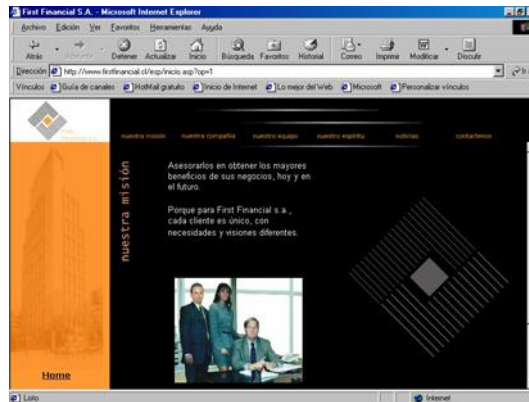 First Financial S.A. - Microsoft Internet Explorer
Archivo Edición Ver Favoritos Herramientas Ayuda
Atrás Detener Actualizar Inicio Búsqueda Favoritos Historial Correo Imprimir Modificar Discutir
Dirección http://www.firstfinancial.cl/esp/inicio.asp?op=1 Ir
Vínculos Guía de canales HotMail gratuito Inicio de Internet Lo mejor del Web Microsoft Personalizar vínculos
nuestra misión nuestra compañía nuestro equipo nuestro espíritu noticias contáctenos
nuestra misión
Asesorarlos en obtener los mayores
beneficios de sus negocios, hoy y en
el futuro.
Porque para First Financial s.a.,
cada cliente es único, con
necesidades y visiones diferentes.
Home
Listo Internet